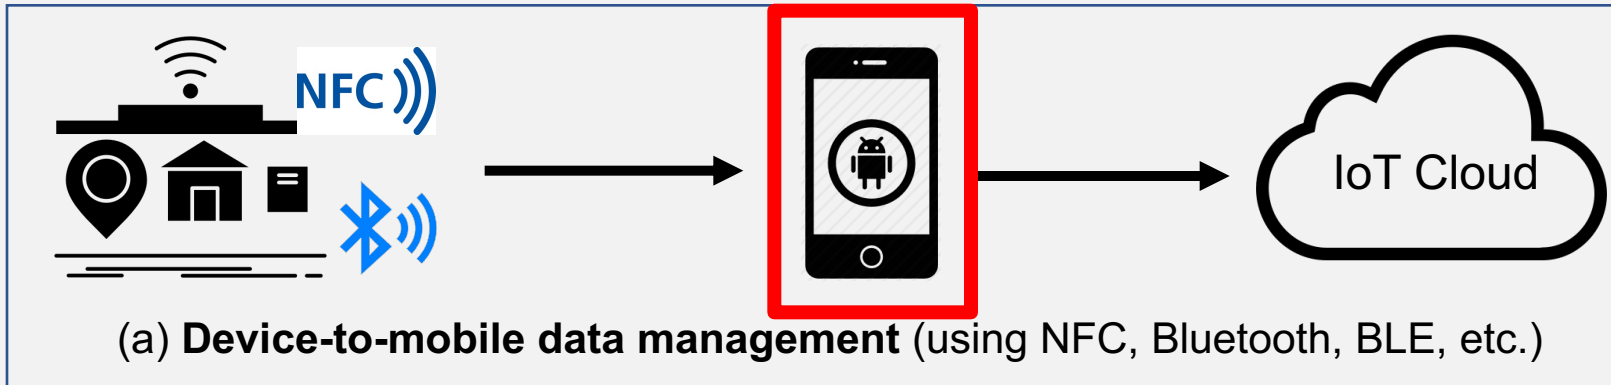 NFC
IoT Cloud
(a) Device-to-mobile data management (using NFC, Bluetooth, BLE, etc.)